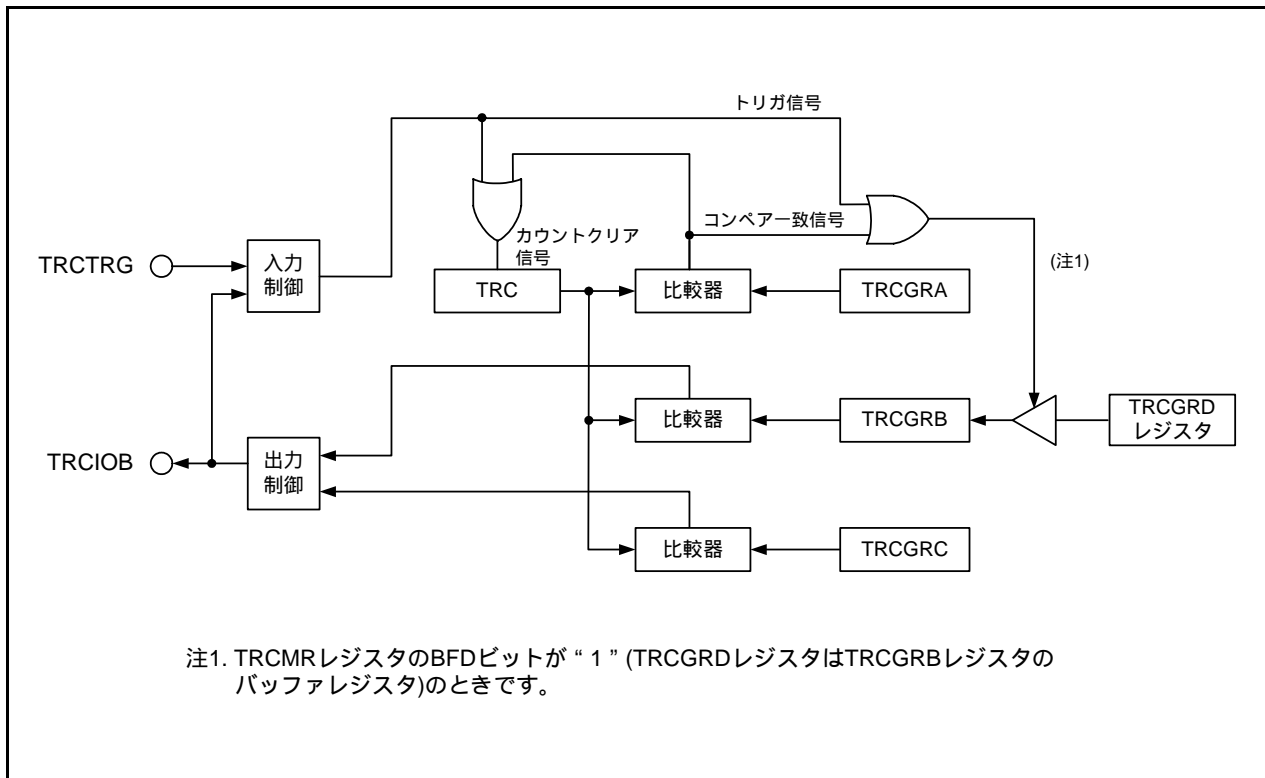 トリガ信号
コンペア一致信号
カウントクリア
信号
(注1)
TRCTRG
入力
制御
TRC
比較器
TRCGRA
比較器
TRCGRB
TRCGRD
レジスタ
TRCIOB
出力
制御
比較器
TRCGRC
注1. TRCMRレジスタのBFDビットが“ 1 ” (TRCGRDレジスタはTRCGRBレジスタの
バッファレジスタ)のときです。